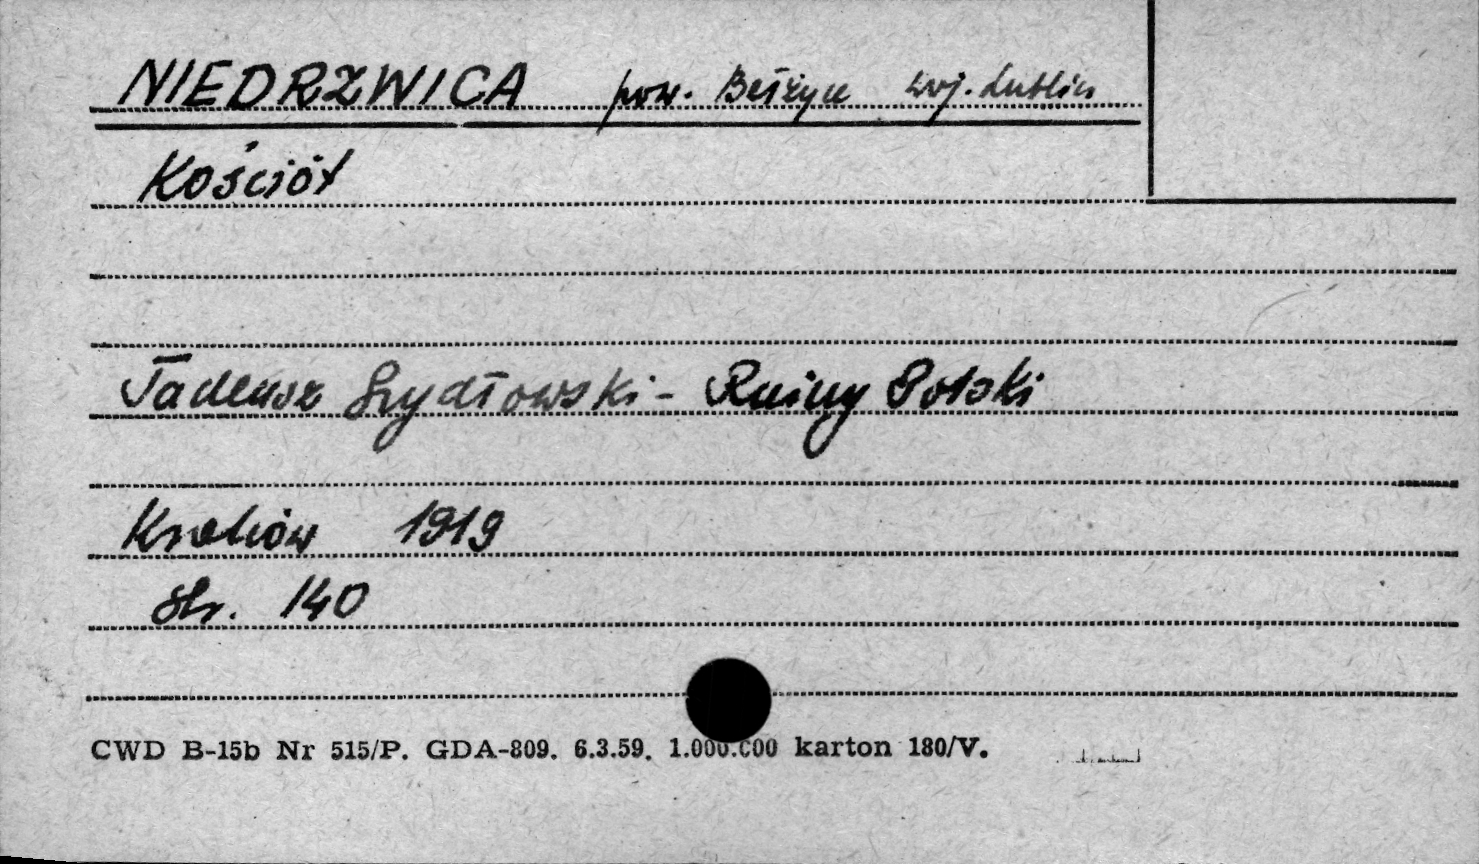 NIEDRZWICA pow. Bełżyce woj. Lublin
Kościół
Tadeusz Szydłowski - Ruiny Polski
Kraków 1919
str. 140
CWD B-15b Nr 515/P. GDA-809. 6.3.59. 1.000.000 karton 180/V.